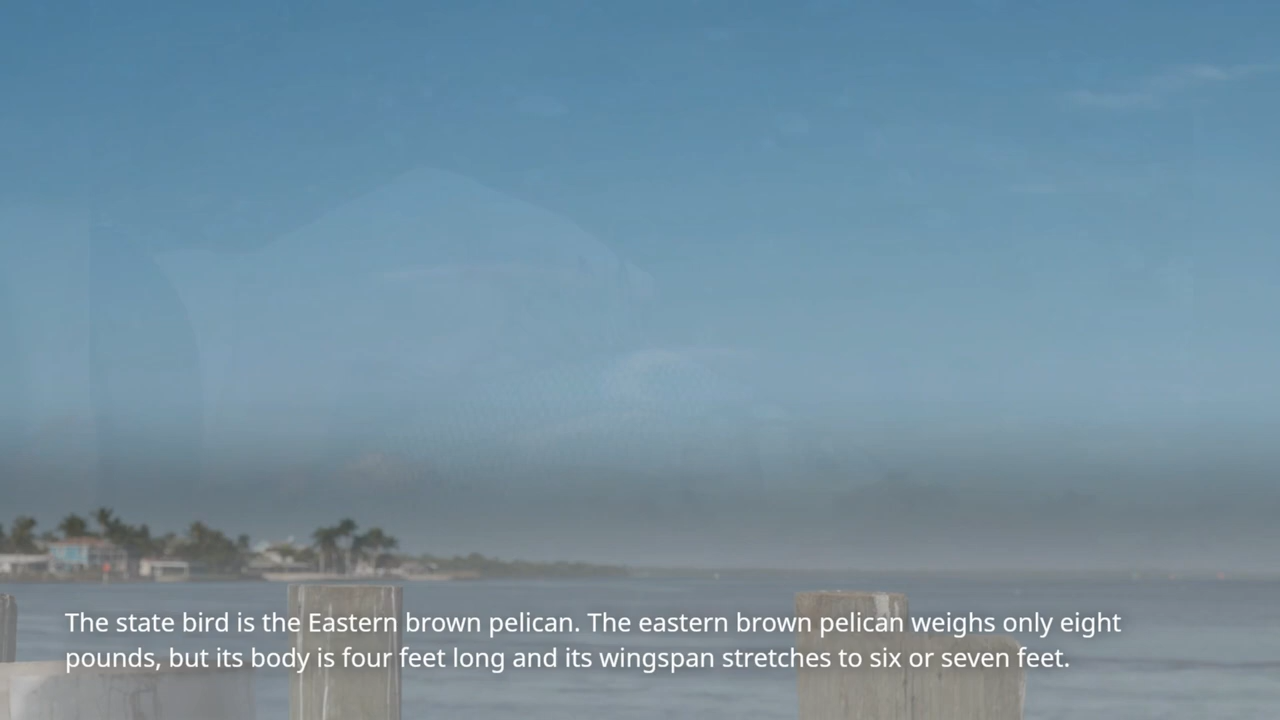 The state bird is the Eastern brown pelican. The eastern brown pelican weighs only eight
pounds, but its body is four feet long and its wingspan stretches to six or seven feet.